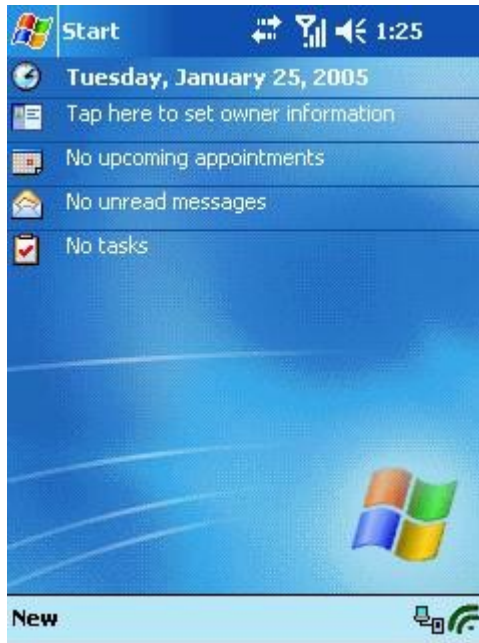 Start 1:25
Tuesday, January 25, 2005
Tap here to set owner information
No upcoming appointments
No unread messages
No tasks
New